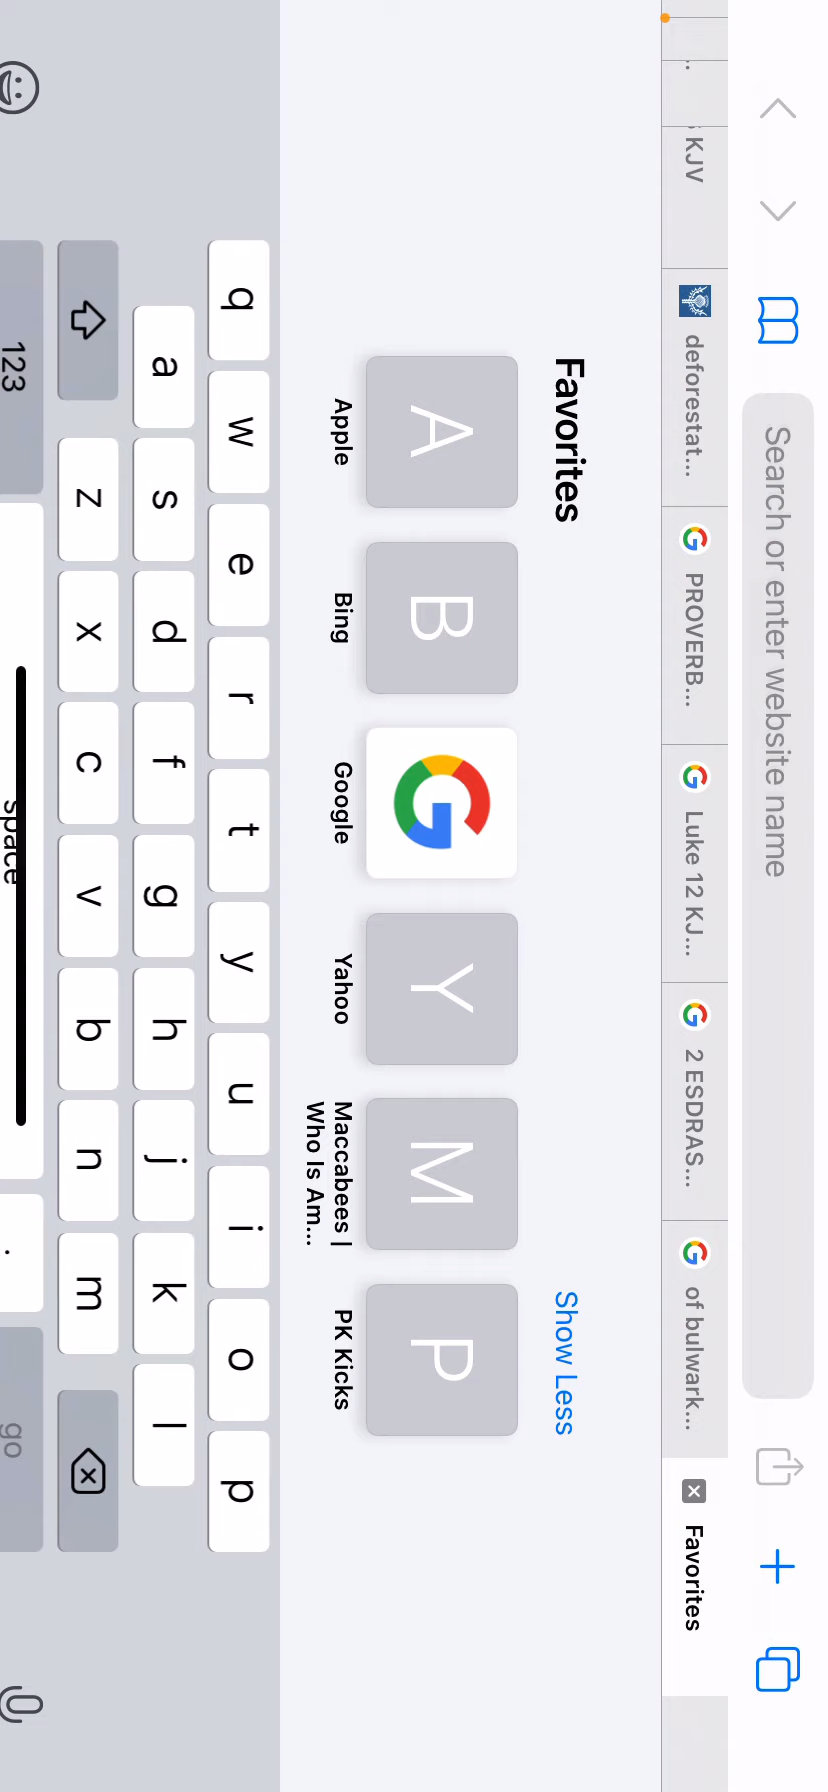 Search or enter website name
KJV
deforestat...
PROVERB...
Luke 12 KJ...
2 ESDRAS...
of bulwark...
Favorites
Favorites
Show Less
A
B
G
Y
M
P
Apple
Bing
Google
Yahoo
Maccabees |
Who Is Am...
PK Kicks
q w e r t y u i o p
a s d f g h j k l
z x c v b n m
123
space
.
go